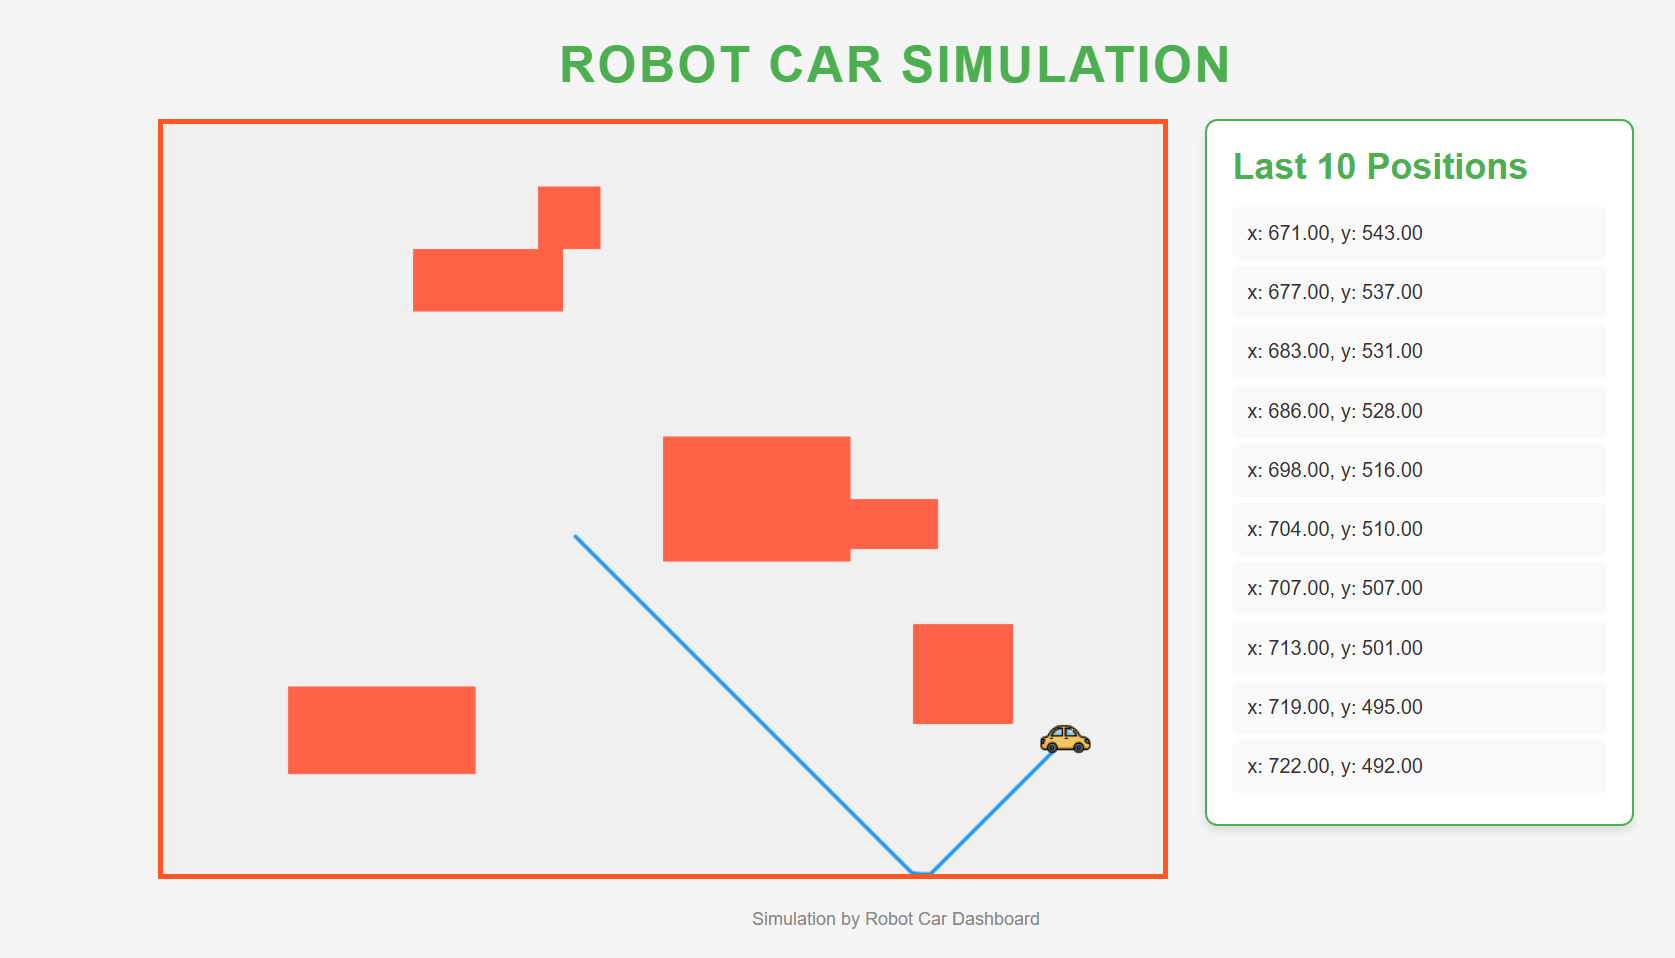 ROBOT CAR SIMULATION
Last 10 Positions
x: 671.00, y: 543.00
x: 677.00, y: 537.00
x: 683.00, y: 531.00
x: 686.00, y: 528.00
x: 698.00, y: 516.00
x: 704.00, y: 510.00
x: 707.00, y: 507.00
x: 713.00, y: 501.00
x: 719.00, y: 495.00
x: 722.00, y: 492.00
Simulation by Robot Car Dashboard